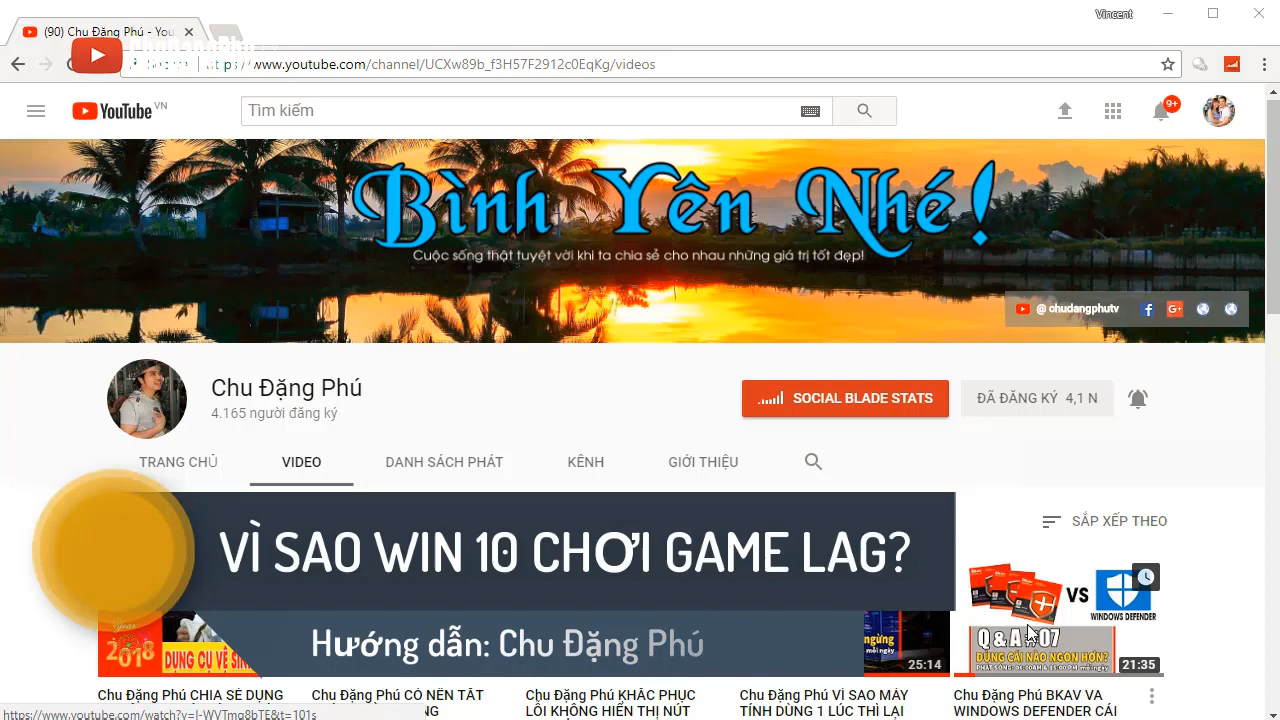 Vincent
(90) Chu Đặng Phú - You
www.youtube.com/channel/UCXw89b_f3H57F2912c0EqKg/videos
YouTube VN
Tìm kiếm
9+
Bình Yên Nhé!
Cuộc sống thật tuyệt vời khi ta chia sẻ cho nhau những giá trị tốt đẹp!
@ chudangphutv
Chu Đặng Phú
4.165 người đăng ký
SOCIAL BLADE STATS
ĐÃ ĐĂNG KÝ 4,1 N
TRANG CHỦ
VIDEO
DANH SÁCH PHÁT
KÊNH
GIỚI THIỆU
SẮP XẾP THEO
VÌ SAO WIN 10 CHƠI GAME LAG?
Hướng dẫn: Chu Đặng Phú
2018
DỤNG CỤ VỆ SIN
25:14
VS
WINDOWS DEFENDER
Q & A #07
DÙNG CÁI NÀO NGON HƠN?
21:35
Chu Đặng Phú CHIA SẺ DỤNG
Chu Đặng Phú CÓ NÊN TẮT
Chu Đặng Phú KHẮC PHỤC
LỖI KHÔNG HIỂN THỊ NÚT
Chu Đặng Phú VÌ SAO MÁY
TÍNH DÙNG 1 LÚC THÌ LẠI
Chu Đặng Phú BKAV VÀ
WINDOWS DEFENDER CÁI
https://www.youtube.com/watch?v=I-WVTmq8bTE&t=101s